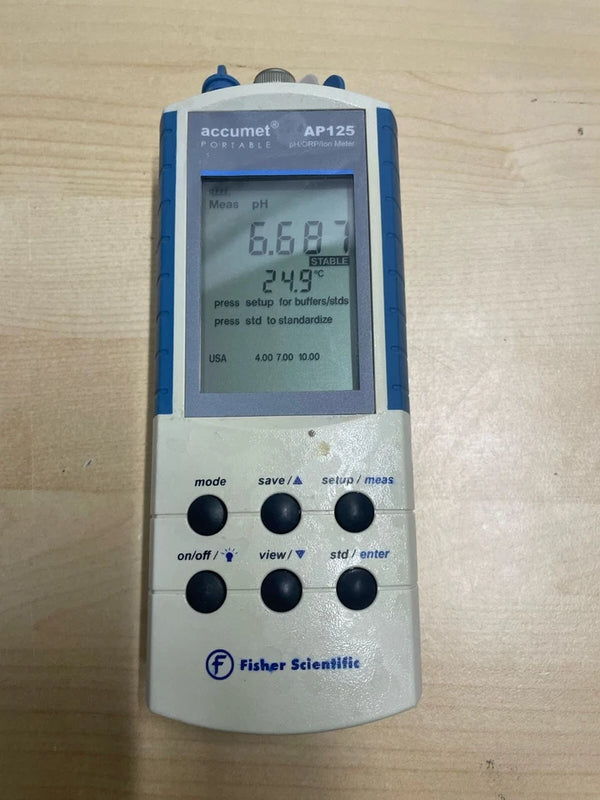 accumet® AP125
PORTABLE pH/ORP/Ion Meter
Meas pH
6.687
STABLE
24.9°C
press setup for buffers/stds
press std to standardize
USA 4.00 7.00 10.00
mode save/▲ setup / meas
on/off / view/▼ std / enter
f Fisher Scientific